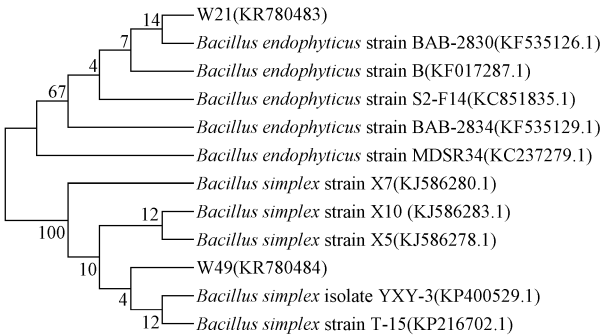 14
W21(KR780483)
7
Bacillus endophyticus strain BAB-2830(KF535126.1)
4
Bacillus endophyticus strain B(KF017287.1)
67
Bacillus endophyticus strain S2-F14(KC851835.1)
Bacillus endophyticus strain BAB-2834(KF535129.1)
Bacillus endophyticus strain MDSR34(KC237279.1)
Bacillus simplex strain X7(KJ586280.1)
100
12
Bacillus simplex strain X10 (KJ586283.1)
Bacillus simplex strain X5(KJ586278.1)
10
W49(KR780484)
4
Bacillus simplex isolate YXY-3(KP400529.1)
12
Bacillus simplex strain T-15(KP216702.1)